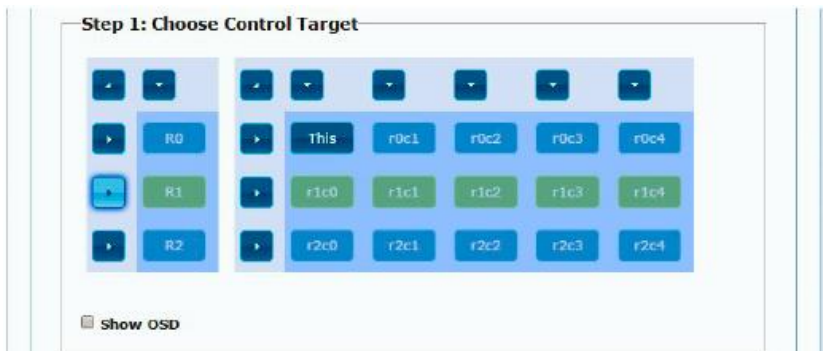 Step 1: Choose Control Target
R0 This r0c1 r0c2 r0c3 r0c4
R1 r1c0 r1c1 r1c2 r1c3 r1c4
R2 r2c0 r2c1 r2c2 r2c3 r2c4
Show OSD